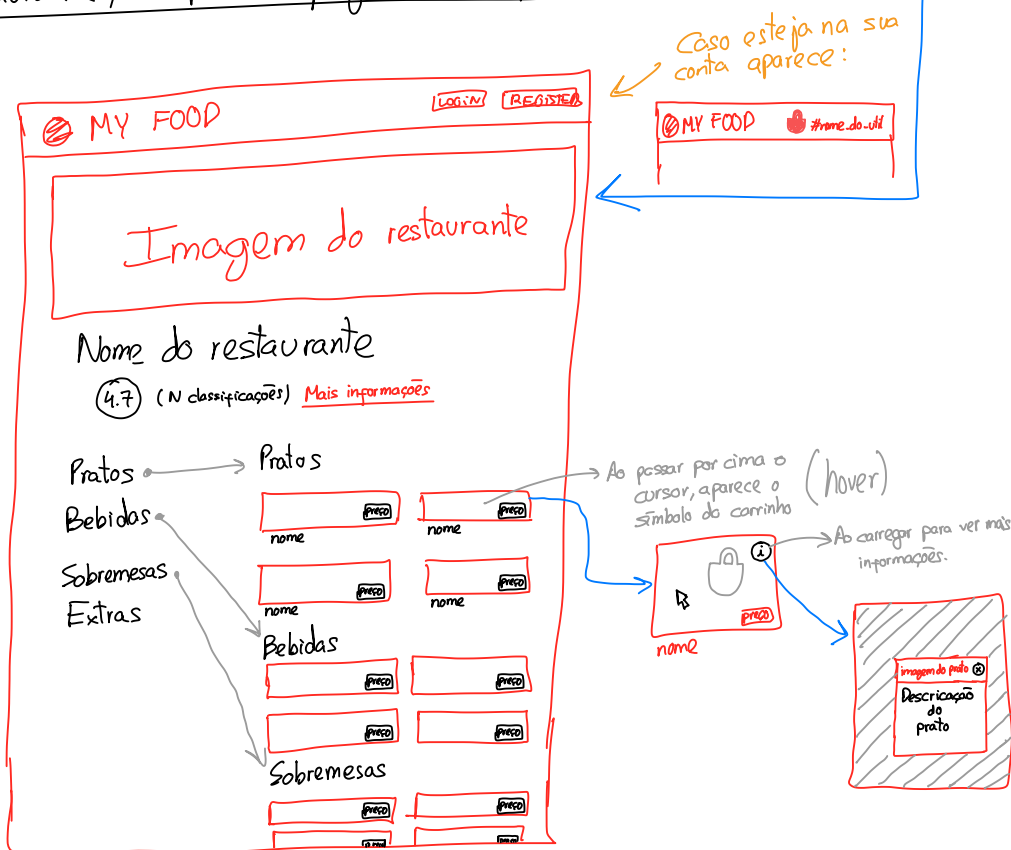 Caso esteja na sua
conta aparece:
MY FOOD
LOGIN
REGISTER
MY FOOD
#nome_do_util
Imagem do restaurante
Nome do restaurante
4.7 (N classificações) Mais informações
Pratos
Bebidas
Sobremesas
Extras
Pratos
preço
preço
nome
nome
preço
preço
nome
nome
Bebidas
preço
preço
preço
preço
Sobremesas
preço
preço
Ao passar por cima o
cursor, aparece o
símbolo do carrinho
(hover)
i
preço
nome
Ao carregar para ver mais
informações.
imagem do prato x
Descricação
do
prato